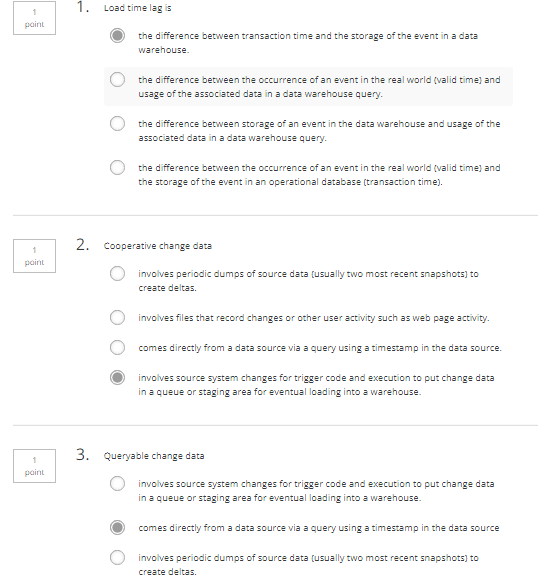 1
point
1. Load time lag is
the difference between transaction time and the storage of the event in a data
warehouse.
the difference between the occurrence of an event in the real world (valid time) and
usage of the associated data in a data warehouse query.
the difference between storage of an event in the data warehouse and usage of the
associated data in a data warehouse query.
the difference between the occurrence of an event in the real world (valid time) and
the storage of the event in an operational database (transaction time).
1
point
2. Cooperative change data
involves periodic dumps of source data (usually two most recent snapshots) to
create deltas.
involves files that record changes or other user activity such as web page activity.
comes directly from a data source via a query using a timestamp in the data source.
involves source system changes for trigger code and execution to put change data
in a queue or staging area for eventual loading into a warehouse.
1
point
3. Queryable change data
involves source system changes for trigger code and execution to put change data
in a queue or staging area for eventual loading into a warehouse.
comes directly from a data source via a query using a timestamp in the data source
involves periodic dumps of source data (usually two most recent snapshots) to
create deltas.